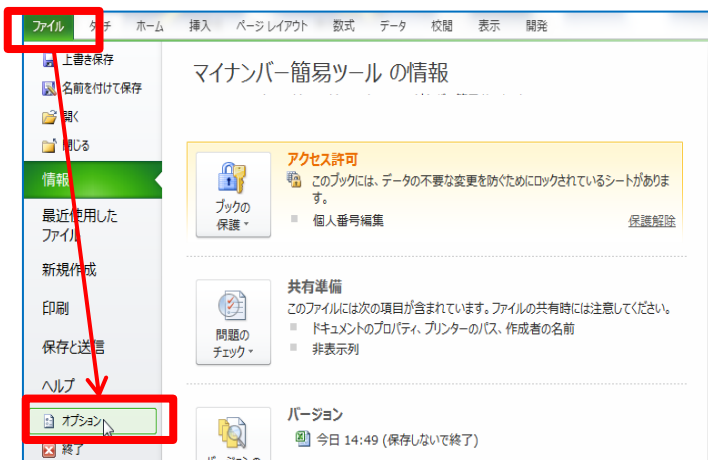 ファイル タッチ ホーム 挿入 ページ レイアウト 数式 データ 校閲 表示 開発
上書き保存
名前を付けて保存
開く
閉じる
情報
最近使用した
ファイル
新規作成
印刷
保存と送信
ヘルプ
オプション
終了
マイナンバー簡易ツール の情報
ブックの
保護
アクセス許可
このブックには、データの不要な変更を防ぐためにロックされているシートがありま
す。
個人番号編集 保護解除
問題の
チェック
共有準備
このファイルには次の項目が含まれています。ファイルの共有時には注意してください。
ドキュメントのプロパティ、プリンターのパス、作成者の名前
非表示列
バージョン
今日 14:49 (保存しないで終了)